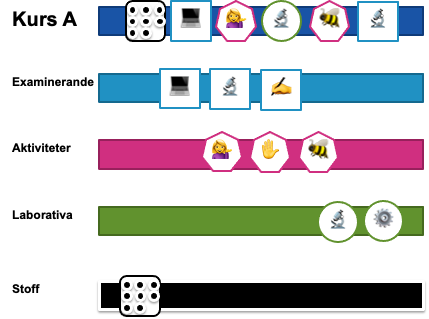 Kurs A
Examinerande
Aktiviteter
Laborativa
Stoff